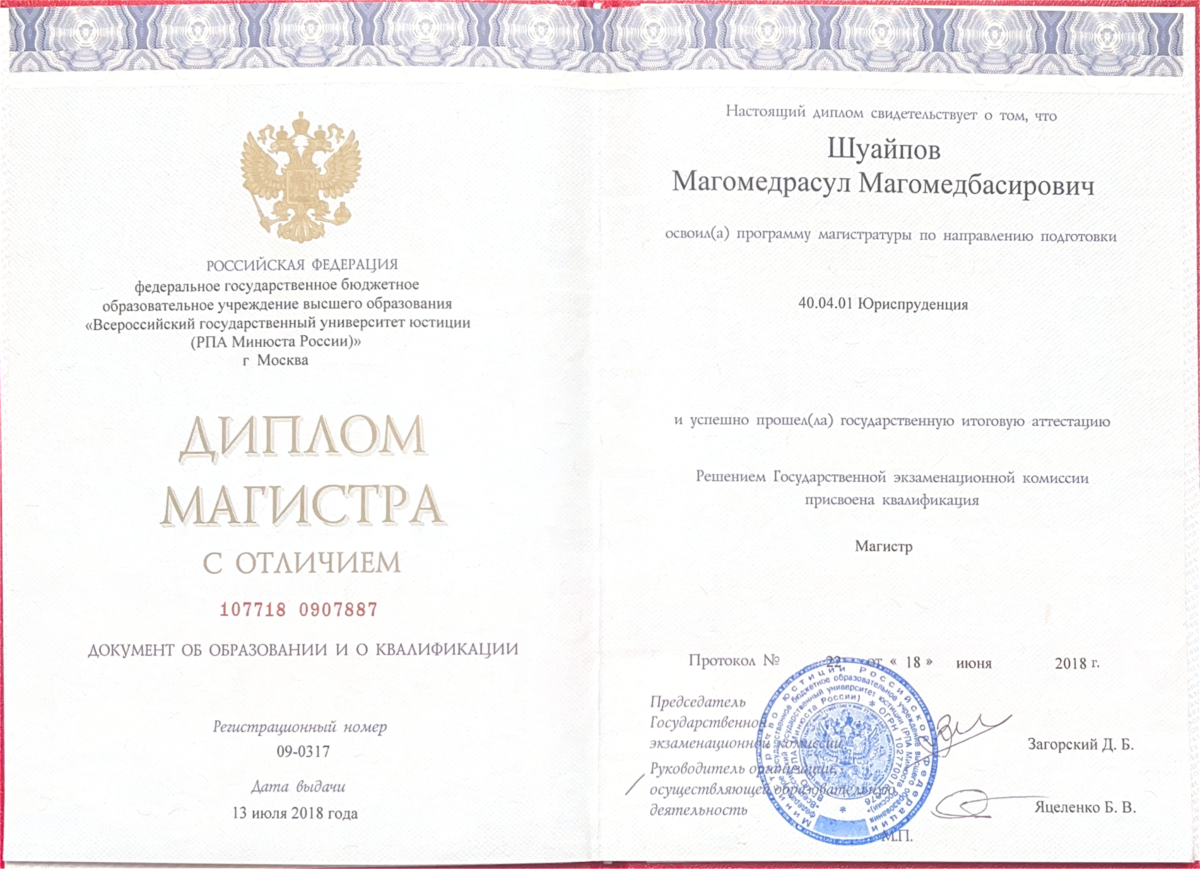 РОССИЙСКАЯ ФЕДЕРАЦИЯ
федеральное государственное бюджетное
образовательное учреждение высшего образования
«Всероссийский государственный университет юстиции
(РПА Минюста России)»
г Москва
ДИПЛОМ
МАГИСТРА
С ОТЛИЧИЕМ
107718 0907887
ДОКУМЕНТ ОБ ОБРАЗОВАНИИ И О КВАЛИФИКАЦИИ
Регистрационный номер
09-0317
Дата выдачи
13 июля 2018 года
Настоящий диплом свидетельствует о том, что
Шуайпов
Магомедрасул Магомедбасирович
освоил(а) программу магистратуры по направлению подготовки
40.04.01 Юриспруденция
и успешно прошел(ла) государственную итоговую аттестацию
Решением Государственной экзаменационной комиссии
присвоена квалификация
Магистр
Протокол № 22 от « 18 » июня 2018 г.
Председатель
Государственной
экзаменационной комиссии
Загорский Д. Б.
Руководитель организации,
осуществляющей образовательную
деятельность
Яцеленко Б. В.
М.П.